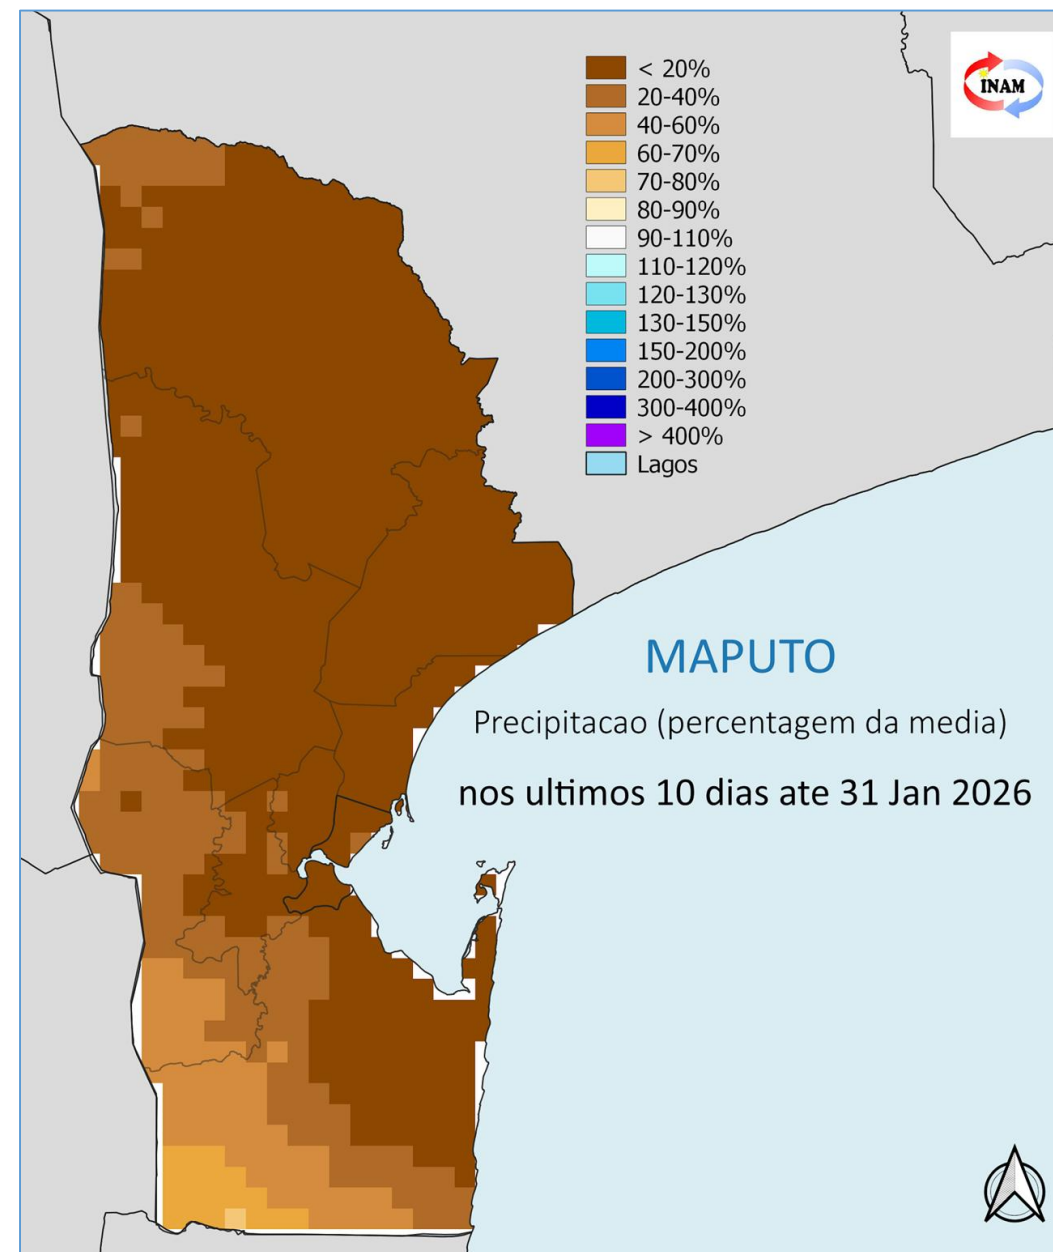 < 20%
20-40%
40-60%
60-70%
70-80%
80-90%
90-110%
110-120%
120-130%
130-150%
150-200%
200-300%
300-400%
> 400%
Lagos
INAM
MAPUTO
Precipitacao (percentagem da media)
nos ultimos 10 dias ate 31 Jan 2026